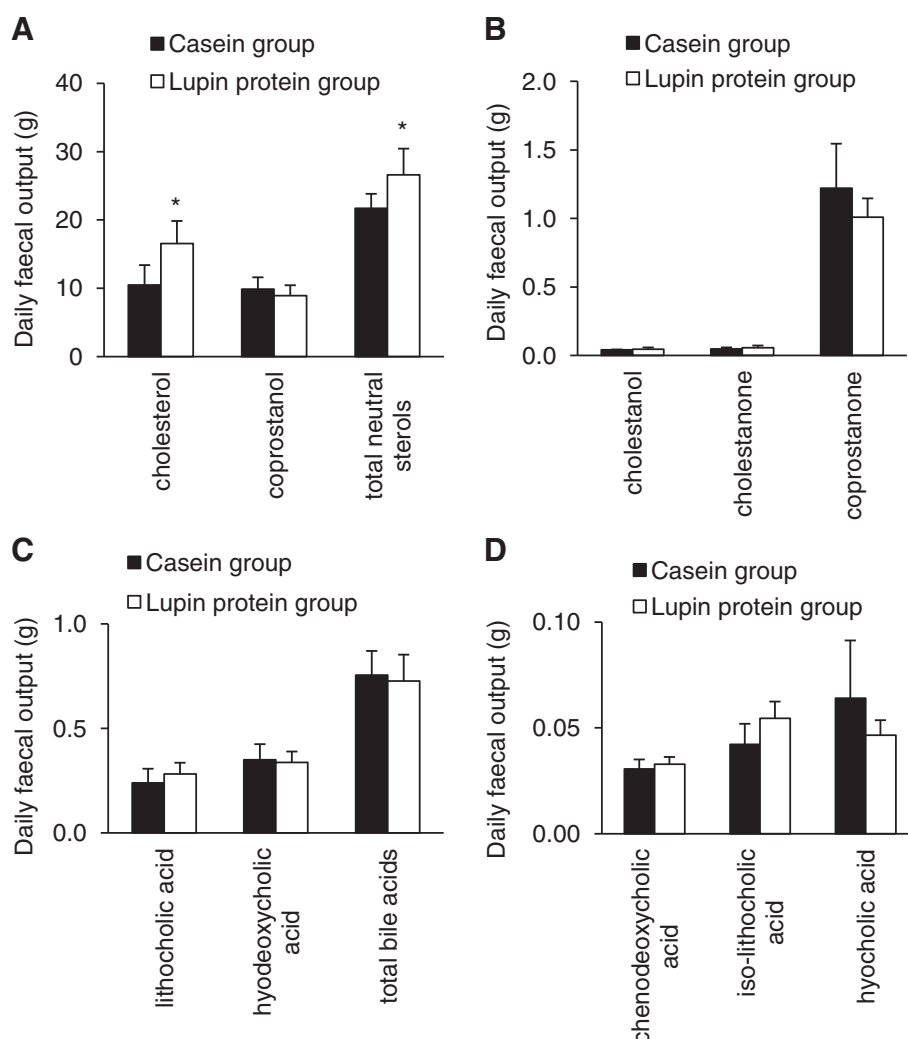 A
Casein group
Lupin protein group
Daily faecal output (g)
40
30
20
10
0
*
*
cholesterol
coprostanol
total neutral
sterols
B
Casein group
Lupin protein group
Daily faecal output (g)
2.0
1.5
1.0
0.5
0.0
cholestanol
cholestanone
coprostanone
C
Casein group
Lupin protein group
Daily faecal output (g)
1.0
0.5
0.0
lithocholic acid
hyodeoxycholic
acid
total bile acids
D
Casein group
Lupin protein group
Daily faecal output (g)
0.10
0.05
0.00
chenodeoxycholic
acid
iso-lithocholic
acid
hyocholic acid